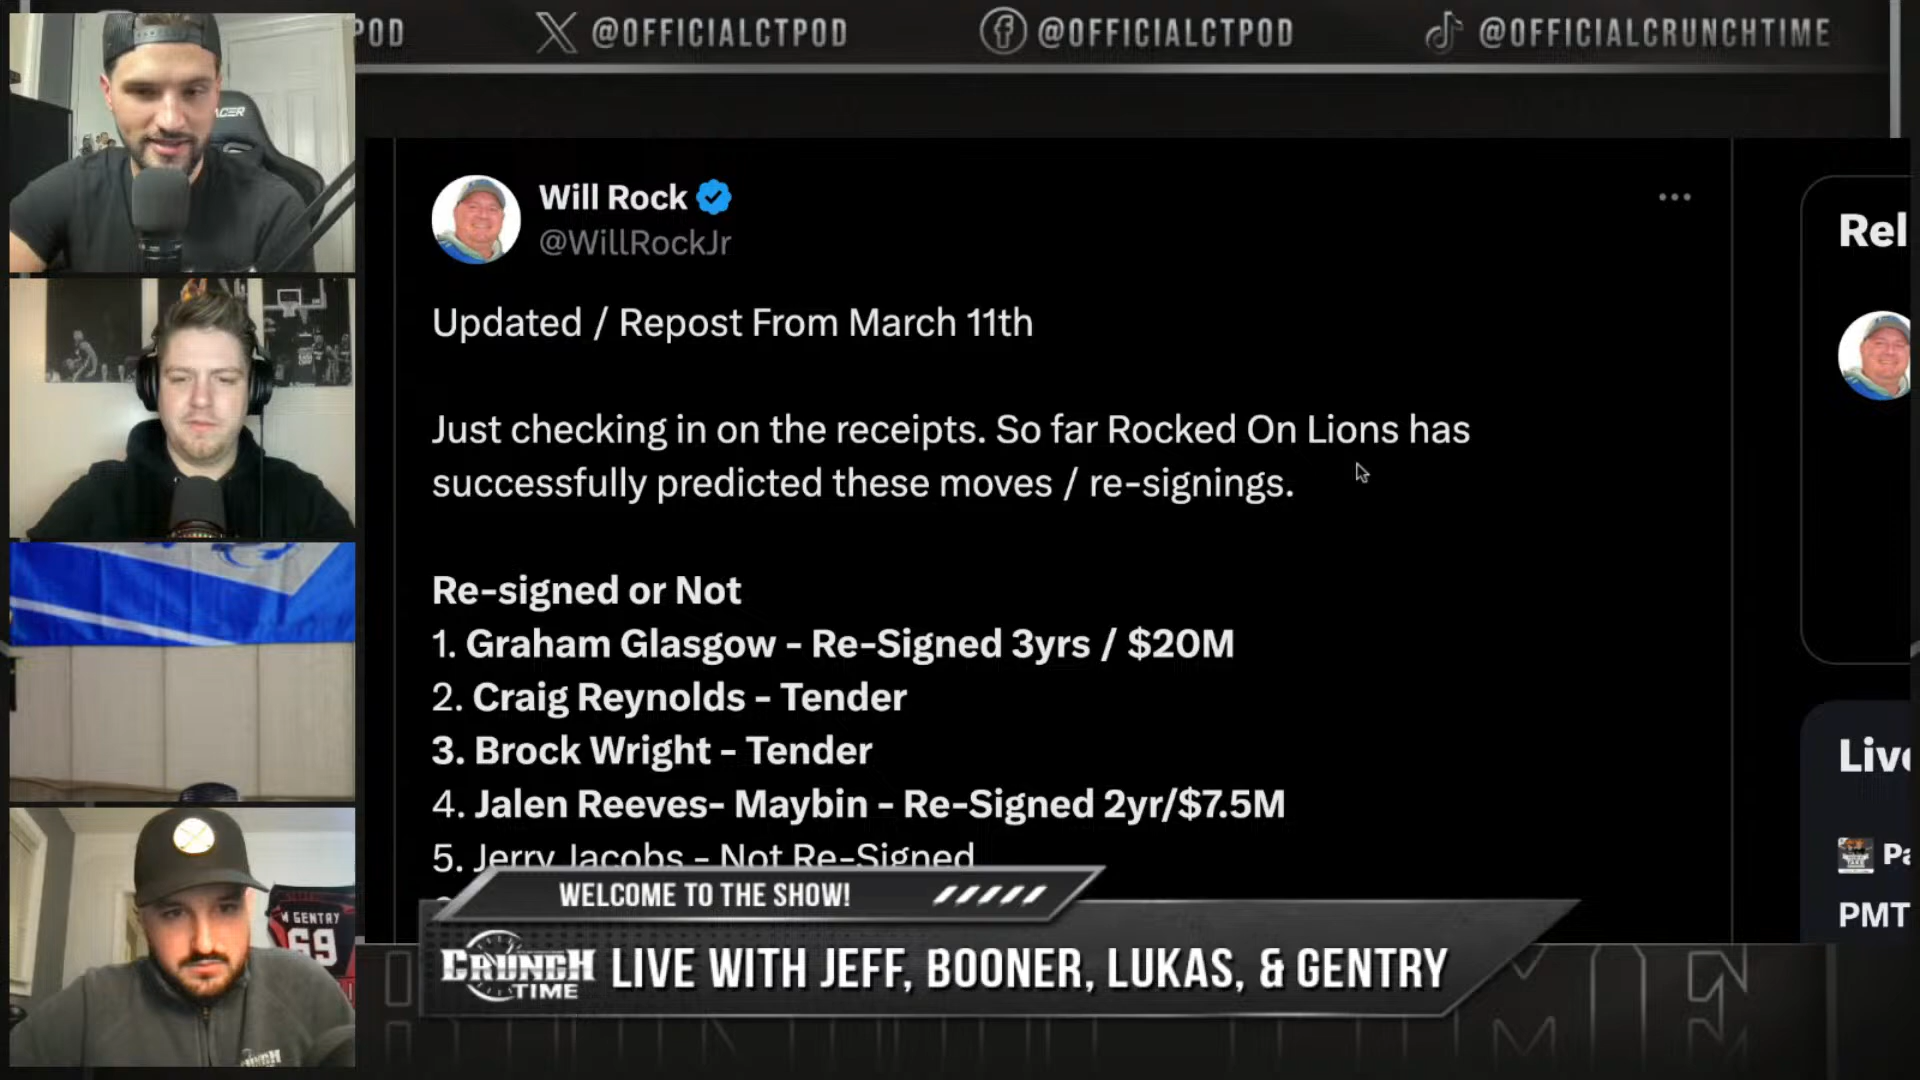 POD
@OFFICIALCTPOD
@OFFICIALCTPOD
@OFFICIALCRUNCHTIME
Will Rock
@WillRockJr
Updated / Repost From March 11th
Just checking in on the receipts. So far Rocked On Lions has
successfully predicted these moves / re-signings.
Re-signed or Not
1. Graham Glasgow - Re-Signed 3yrs / $20M
2. Craig Reynolds - Tender
3. Brock Wright - Tender
4. Jalen Reeves- Maybin - Re-Signed 2yr/$7.5M
5. Jerry Jacobs - Not Re-Signed
Rel
Live
Pa
PMT
WELCOME TO THE SHOW!
CRUNCH TIME
LIVE WITH JEFF, BOONER, LUKAS, & GENTRY
GENTRY
69
CRUNCH